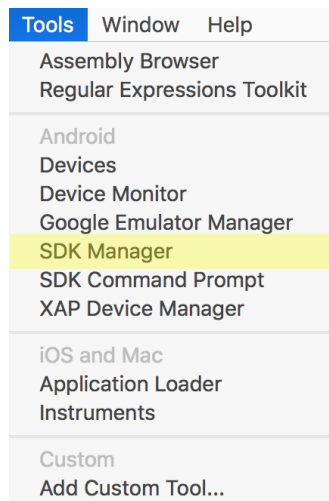 Tools Window Help
Assembly Browser
Regular Expressions Toolkit
Android
Devices
Device Monitor
Google Emulator Manager
SDK Manager
SDK Command Prompt
XAP Device Manager
iOS and Mac
Application Loader
Instruments
Custom
Add Custom Tool...